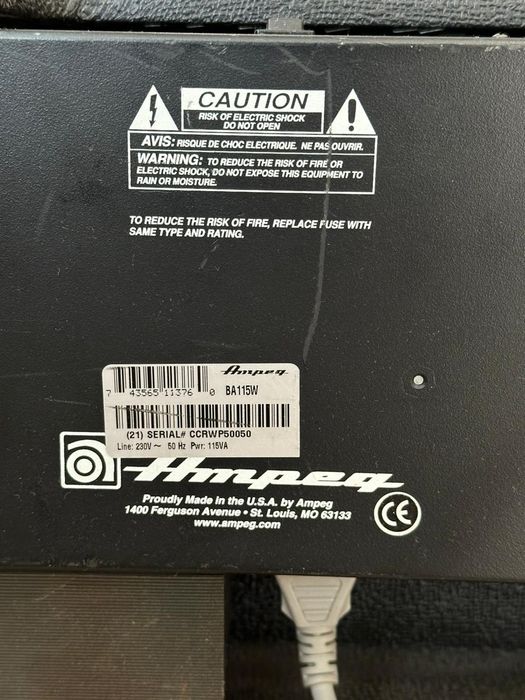 CAUTION
RISK OF ELECTRIC SHOCK
DO NOT OPEN
AVIS: RISQUE DE CHOC ELECTRIQUE. NE PAS OUVRIR.
WARNING: TO REDUCE THE RISK OF FIRE OR
ELECTRIC SHOCK, DO NOT EXPOSE THIS EQUIPMENT TO
RAIN OR MOISTURE.
TO REDUCE THE RISK OF FIRE, REPLACE FUSE WITH
SAME TYPE AND RATING.
Ampeg
7 43565 11376 0 BA115W
(21) SERIAL# CCRWP50050
Line: 230V ~ 50 Hz Pwr: 115VA
Ampeg
Proudly Made in the U.S.A. by Ampeg
1400 Ferguson Avenue • St. Louis, MO 63133
www.ampeg.com
CE